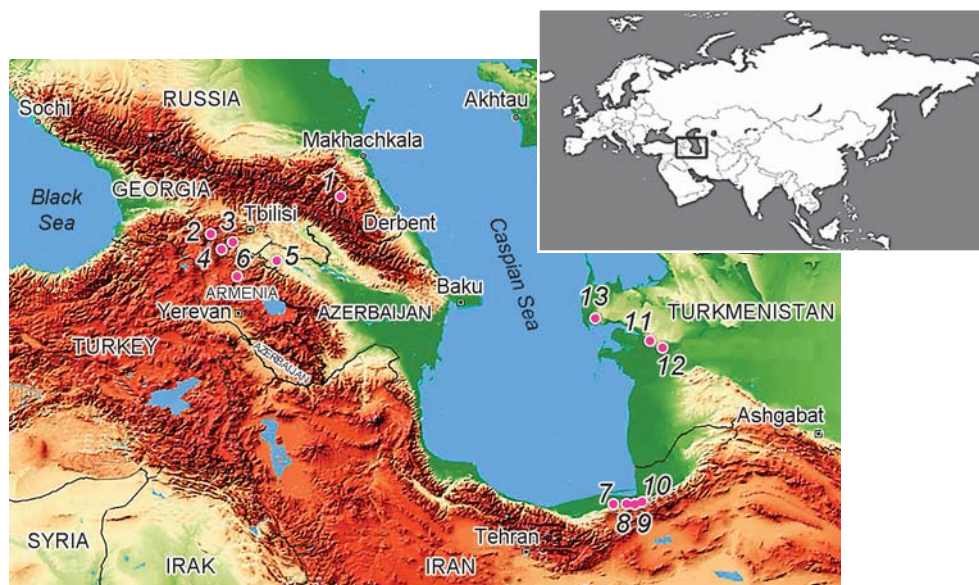 RUSSIA
Akhtau
Sochi
Makhachkala
Black
Sea
GEORGIA
1
Tbilisi
Derbent
2
3
4
5
6
ARMENIA
Yerevan
AZERBAIJAN
Baku
Caspian Sea
TURKEY
AZERBAIJAN
13
TURKMENISTAN
11
12
Ashgabat
7
8
9
10
Tehran
SYRIA
IRAK
IRAN